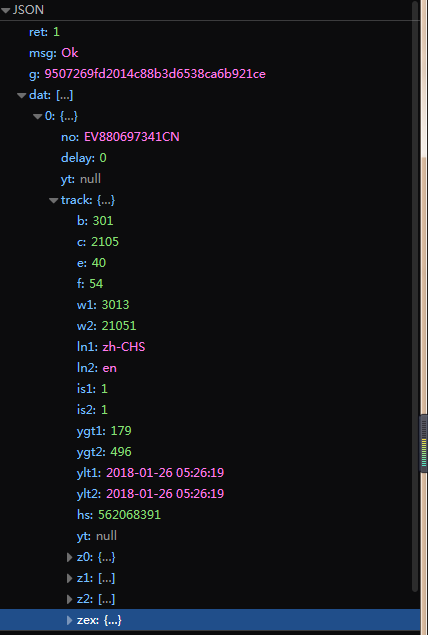 JSON
ret: 1
msg: Ok
g: 9507269fd2014c88b3d6538ca6b921ce
dat: [...]
0: {...}
no: EV880697341CN
delay: 0
yt: null
track: {...}
b: 301
c: 2105
e: 40
f: 54
w1: 3013
w2: 21051
ln1: zh-CHS
ln2: en
is1: 1
is2: 1
ygt1: 179
ygt2: 496
ylt1: 2018-01-26 05:26:19
ylt2: 2018-01-26 05:26:19
hs: 562068391
yt: null
z0: {...}
z1: [...]
z2: [...]
zex: {...}